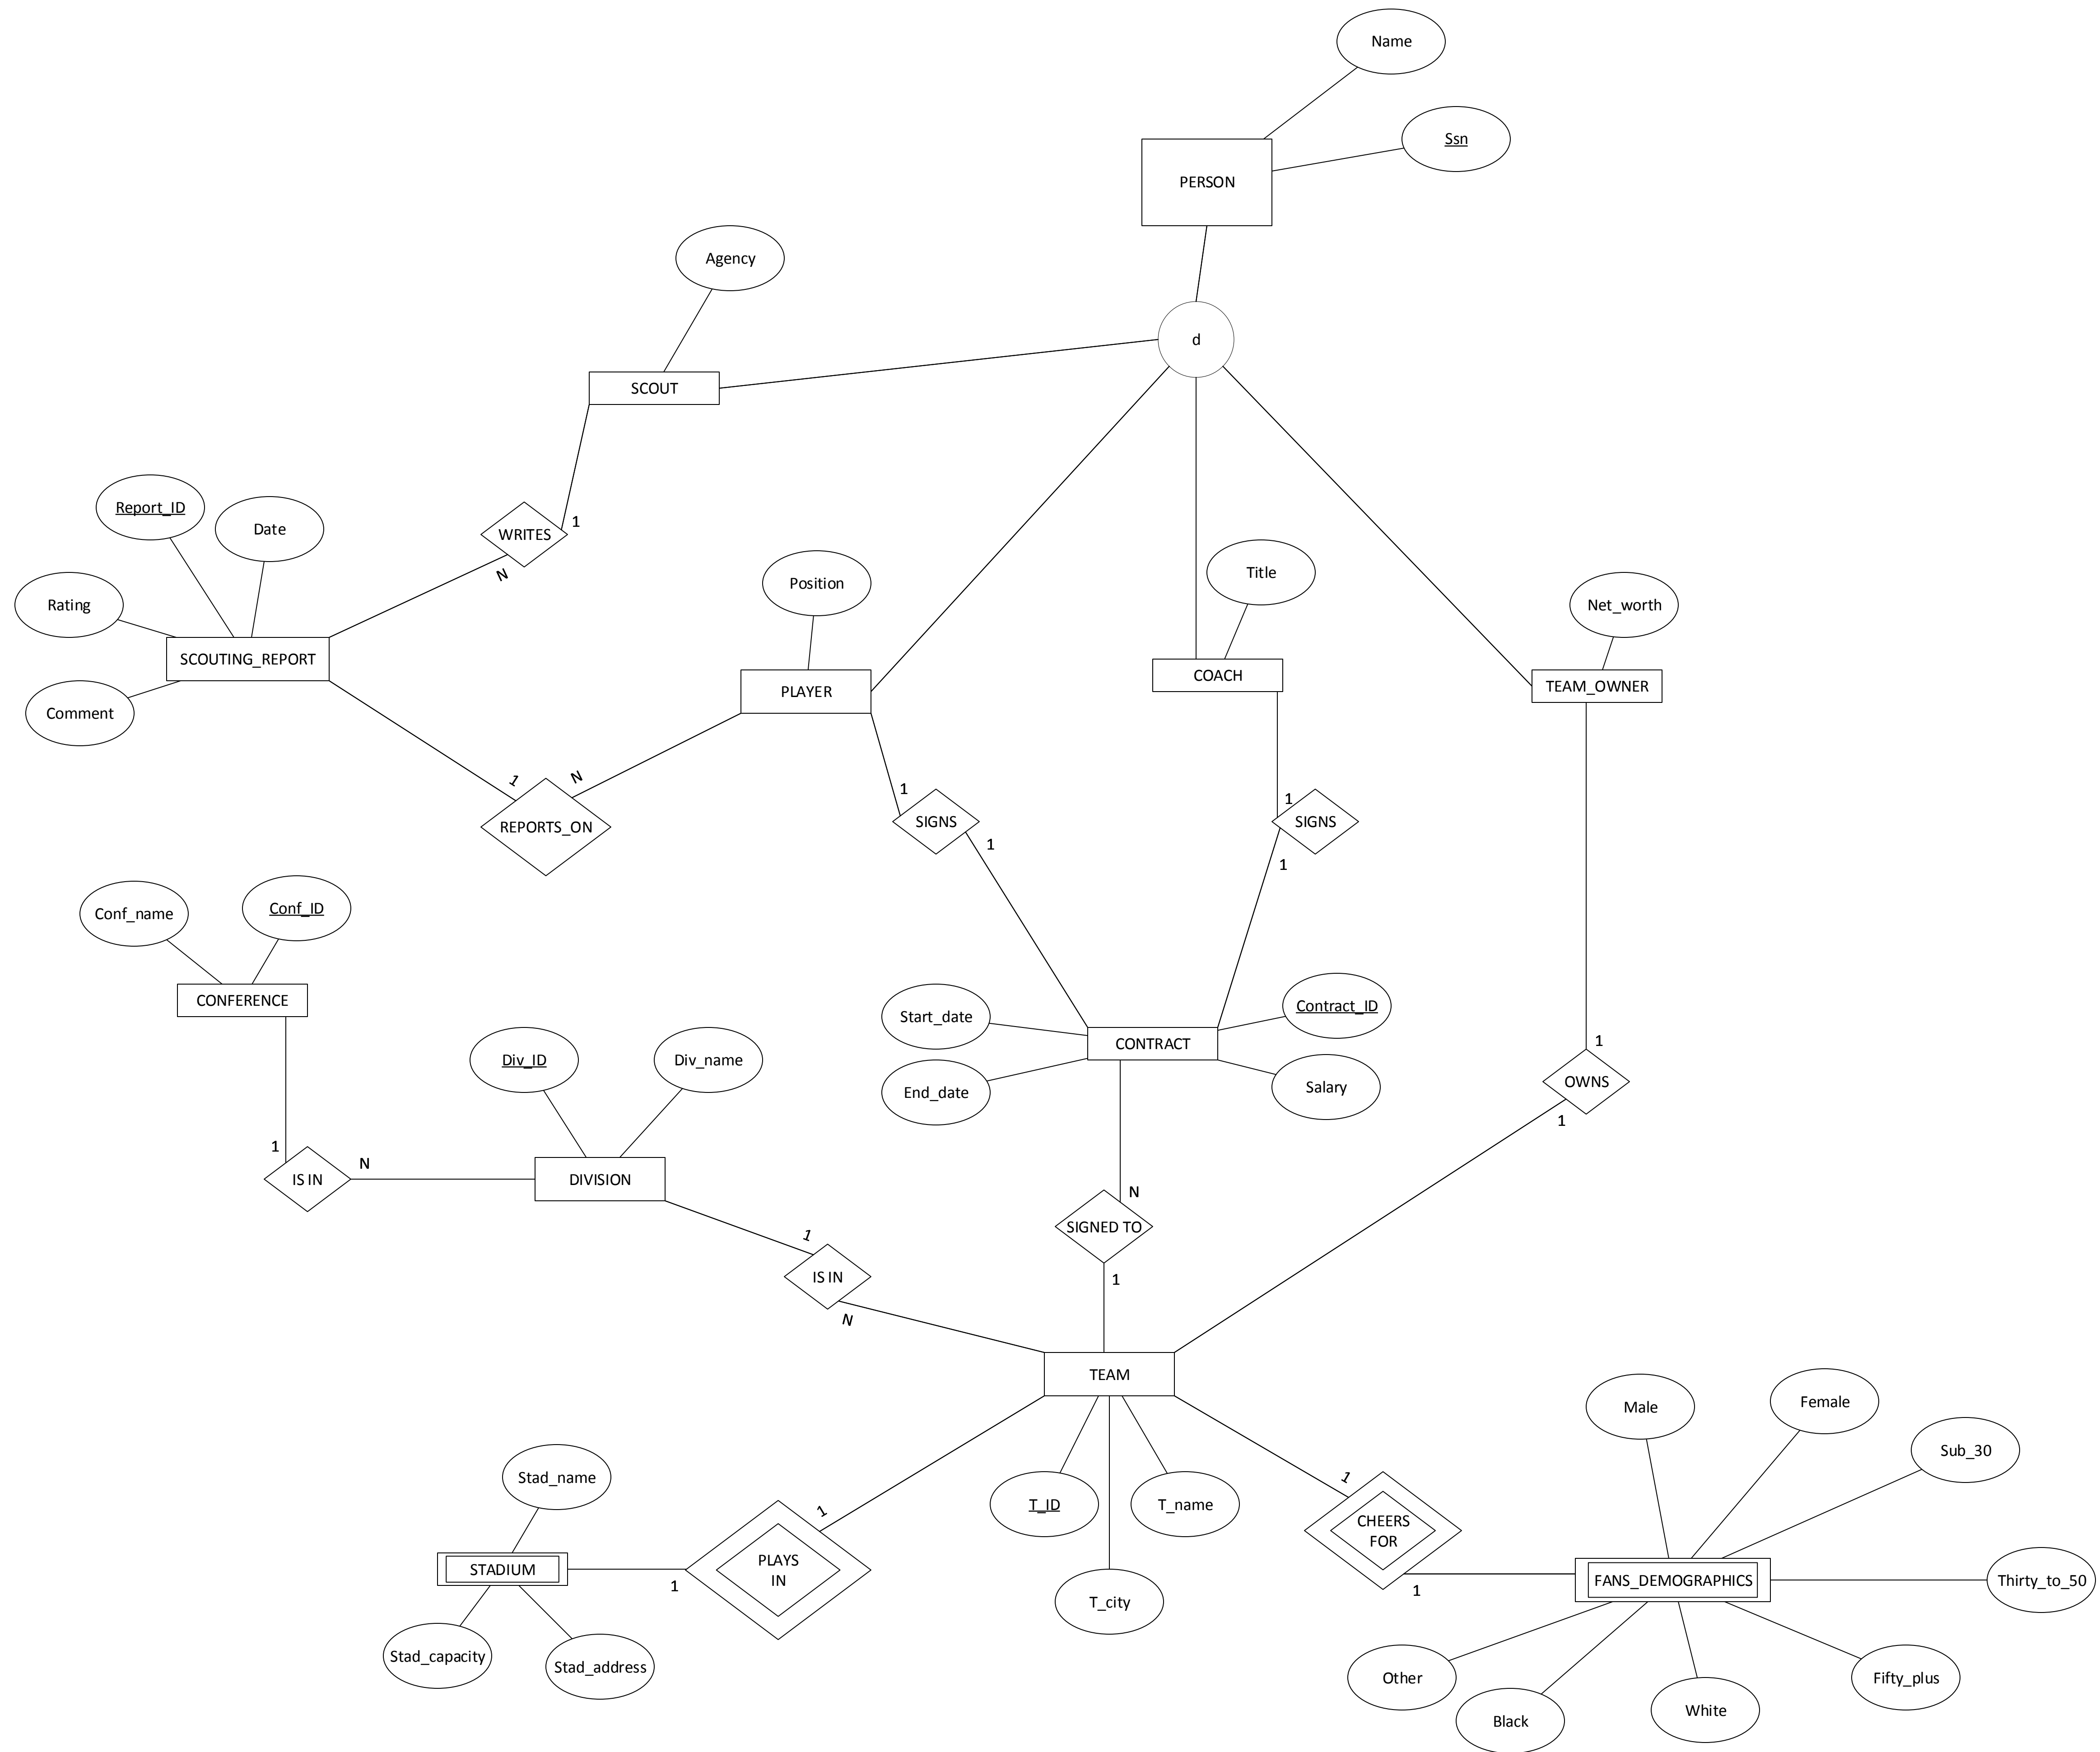 Name
Ssn
PERSON
Agency
d
SCOUT
Report_ID
Date
WRITES
1
N
Rating
Position
Title
Net_worth
SCOUTING_REPORT
PLAYER
COACH
TEAM_OWNER
Comment
1
N
REPORTS_ON
1
SIGNS
1
1
SIGNS
1
Conf_name
Conf_ID
CONFERENCE
Start_date
Contract_ID
CONTRACT
End_date
Salary
Div_ID
Div_name
1
OWNS
1
1
IS IN
N
DIVISION
N
SIGNED TO
1
1
IS IN
N
TEAM
Male
Female
Sub_30
Stad_name
T_ID
T_name
1
CHEERS
FOR
1
1
PLAYS
IN
1
STADIUM
FANS_DEMOGRAPHICS
Thirty_to_50
T_city
Stad_capacity
Stad_address
Other
Black
White
Fifty_plus